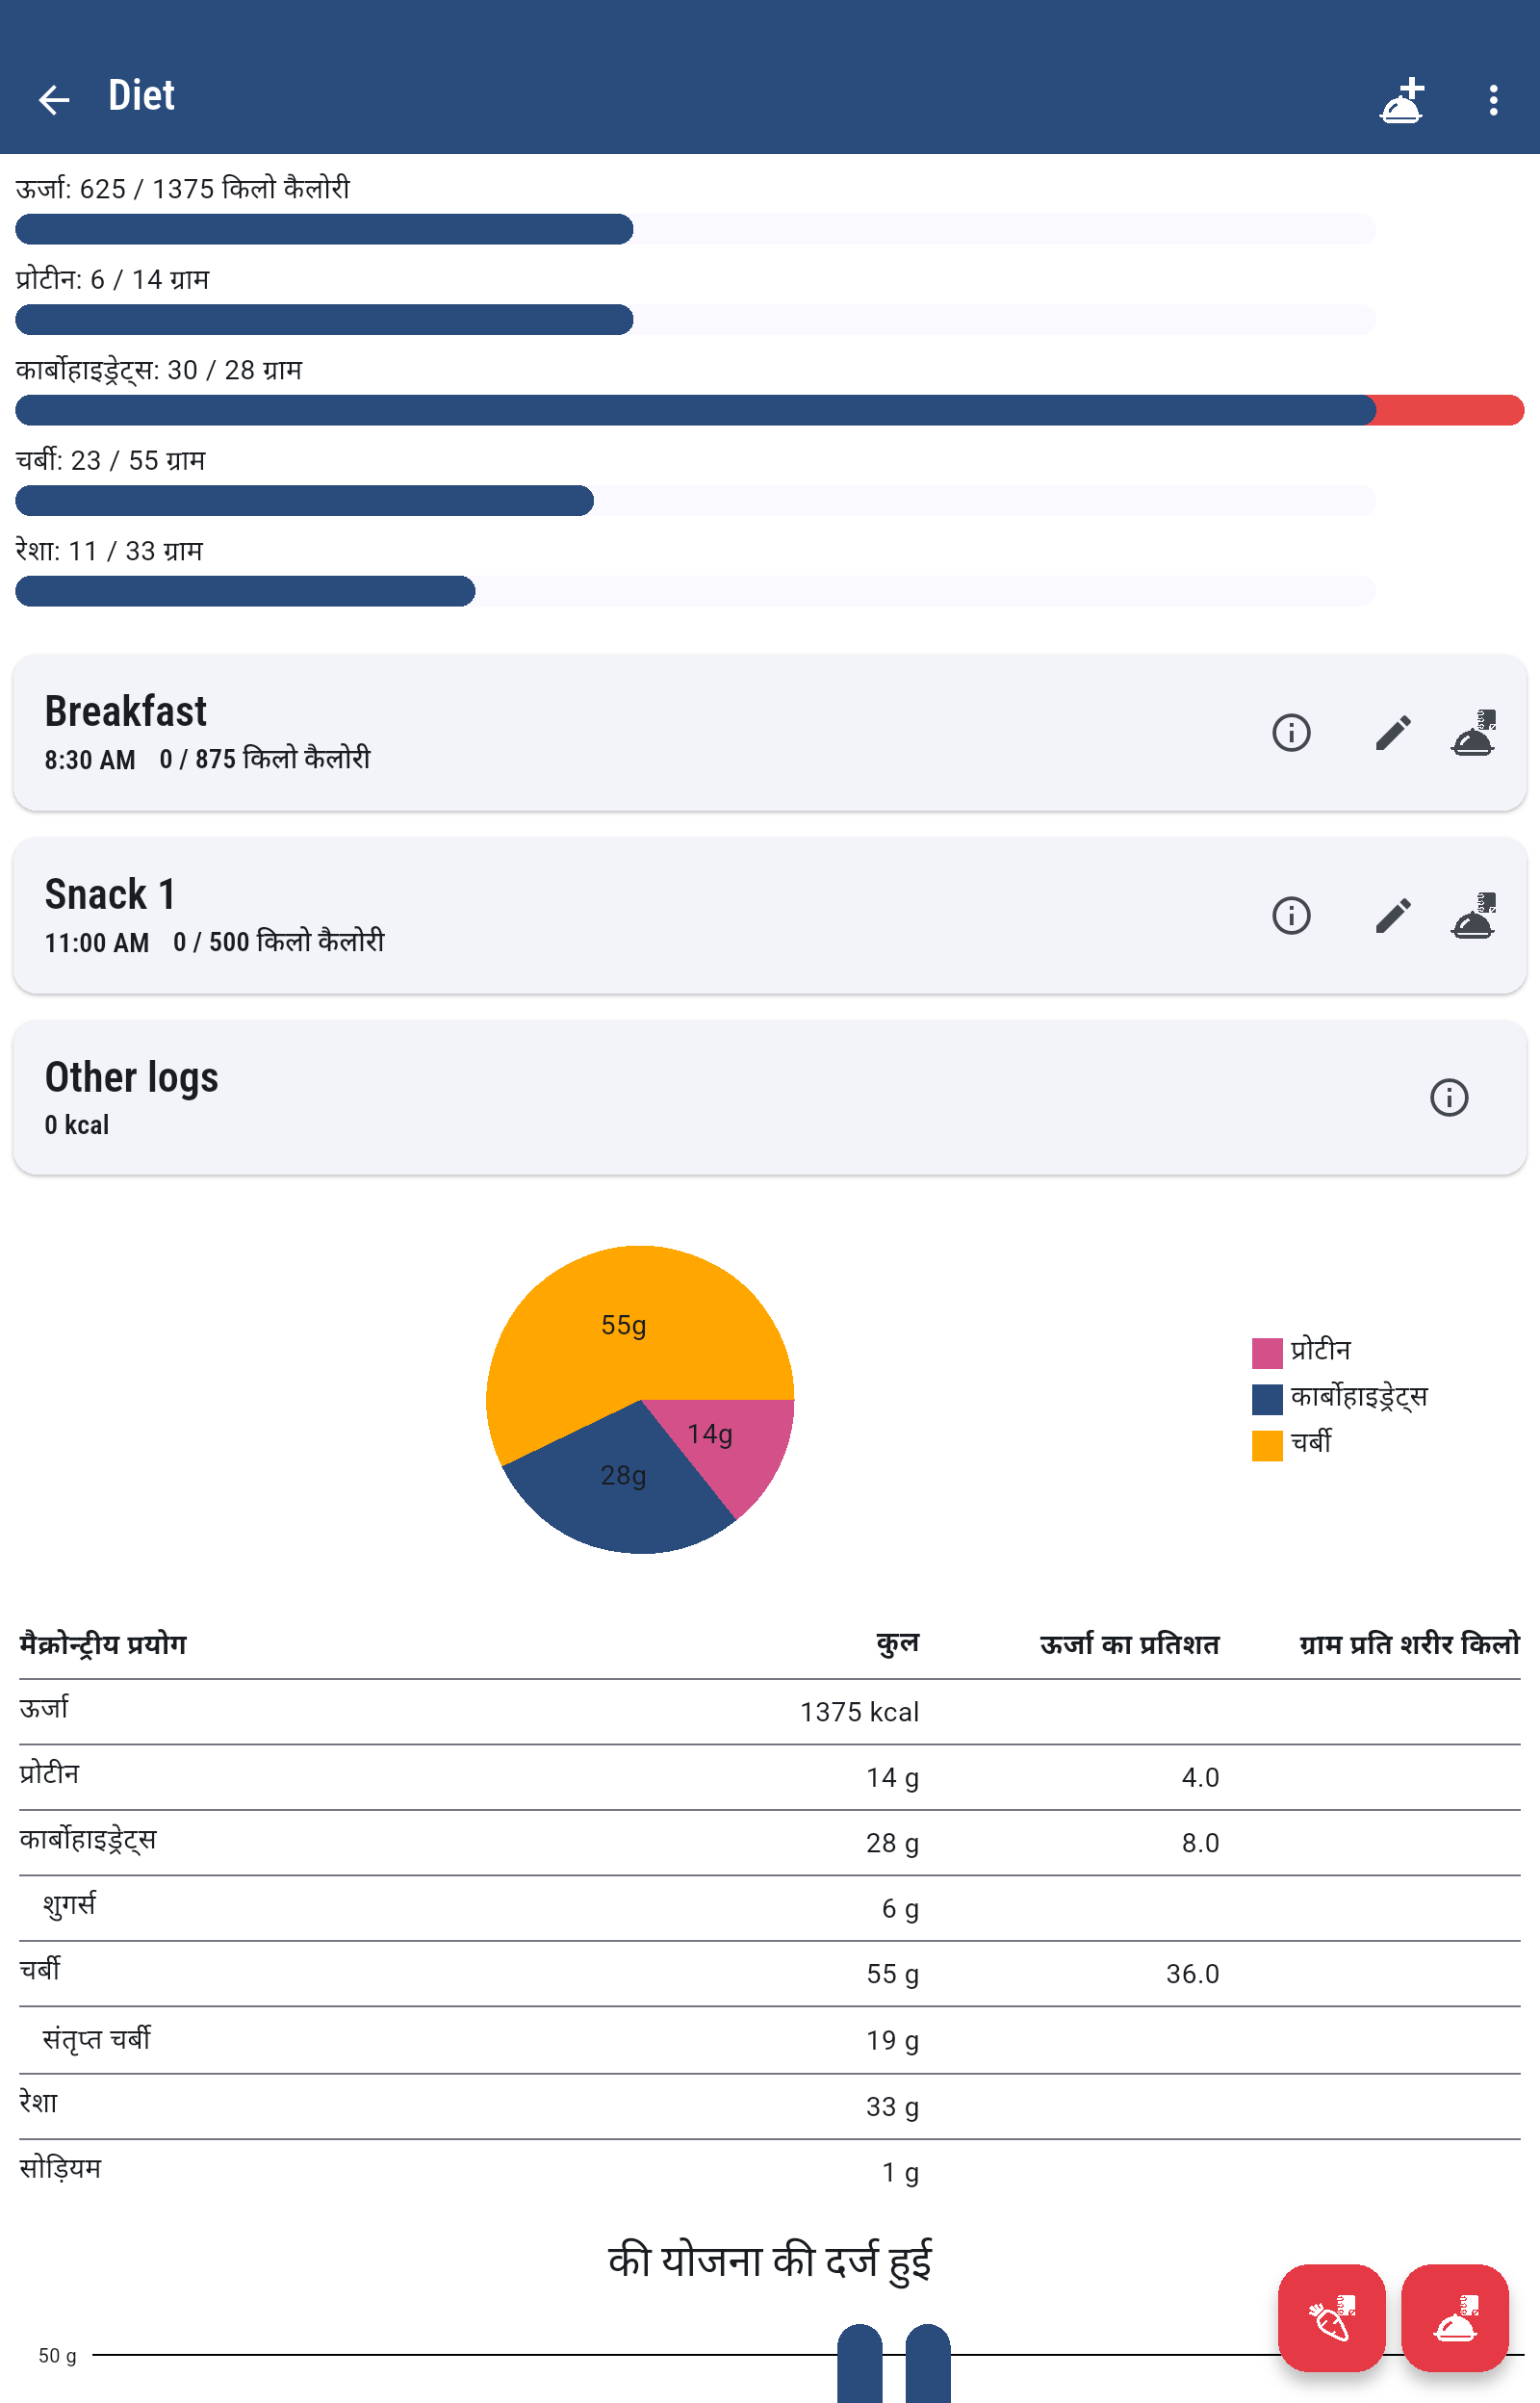 Diet
ऊर्जा: 625 / 1375 किलो कैलोरी
प्रोटीन: 6 / 14 ग्राम
कार्बोहाइड्रेट्स: 30 / 28 ग्राम
चर्बी: 23 / 55 ग्राम
रेशा: 11 / 33 ग्राम
Breakfast
8:30 AM 0 / 875 किलो कैलोरी
Snack 1
11:00 AM 0 / 500 किलो कैलोरी
Other logs
0 kcal
55g
14g
28g
प्रोटीन
कार्बोहाइड्रेट्स
चर्बी
मैक्रोन्ट्रीय प्रयोग कुल ऊर्जा का प्रतिशत ग्राम प्रति शरीर किलो
ऊर्जा 1375 kcal
प्रोटीन 14 g 4.0
कार्बोहाइड्रेट्स 28 g 8.0
शुगर्स 6 g
चर्बी 55 g 36.0
संतृप्त चर्बी 19 g
रेशा 33 g
सोड़ियम 1 g
की योजना की दर्ज हुई
50 g